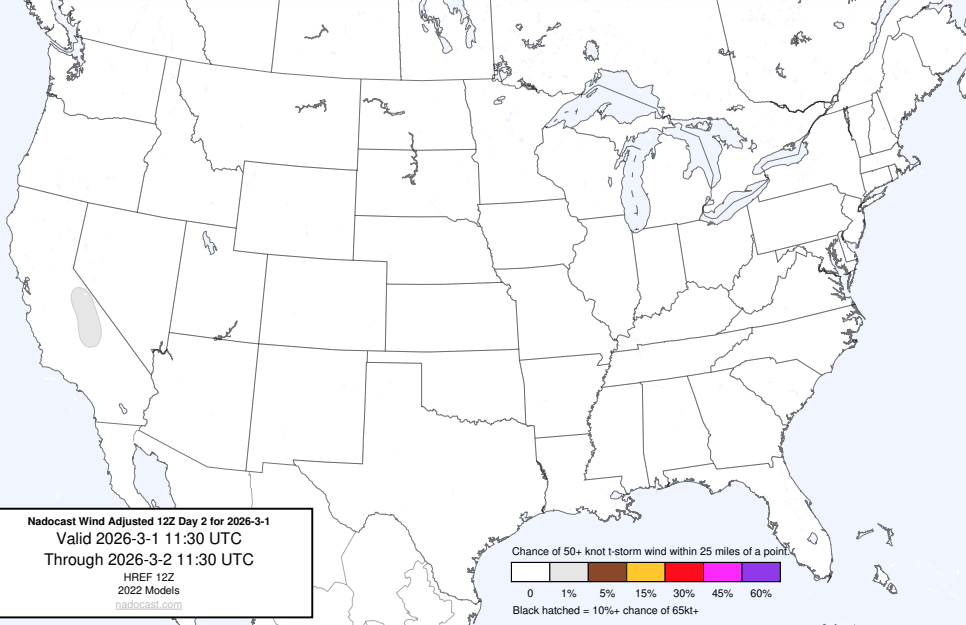 Nadocast Wind Adjusted 12Z Day 2 for 2026-3-1
Valid 2026-3-1 11:30 UTC
Through 2026-3-2 11:30 UTC
HREF 12Z
2022 Models
nadocast.com
Chance of 50+ knot t-storm wind within 25 miles of a point.
0 1% 5% 15% 30% 45% 60%
Black hatched = 10%+ chance of 65kt+